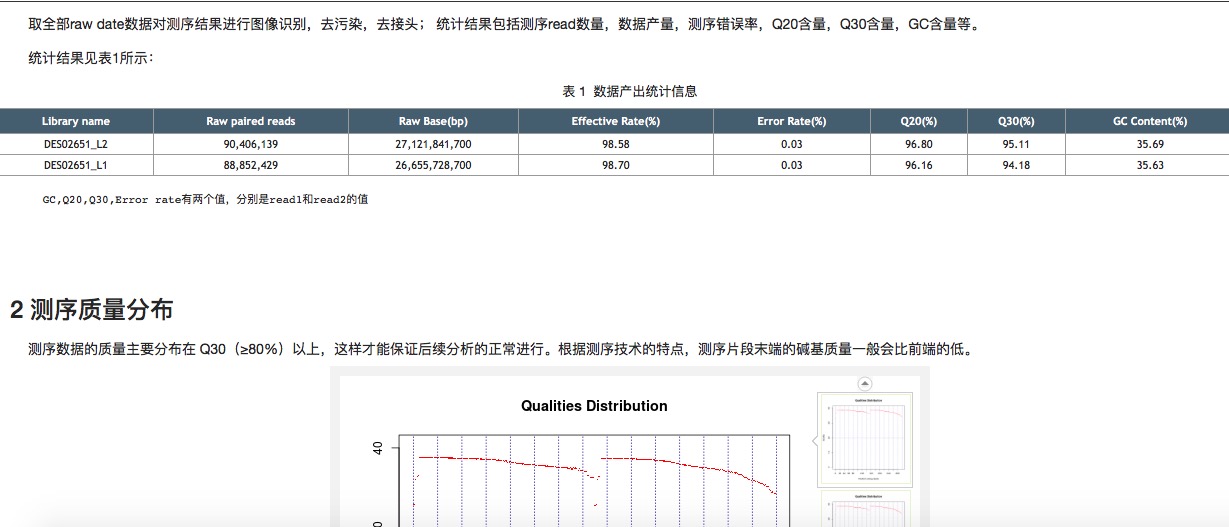 取全部raw date数据对测序结果进行图像识别，去污染，去接头； 统计结果包括测序read数量，数据产量，测序错误率，Q20含量，Q30含量，GC含量等。
统计结果见表1所示：
表 1 数据产出统计信息
Library name Raw paired reads Raw Base(bp) Effective Rate(%) Error Rate(%) Q20(%) Q30(%) GC Content(%)
DES02651_L2 90,406,139 27,121,841,700 98.58 0.03 96.80 95.11 35.69
DES02651_L1 88,852,429 26,655,728,700 98.70 0.03 96.16 94.18 35.63
GC,Q20,Q30,Error rate有两个值，分别是read1和read2的值
2 测序质量分布
测序数据的质量主要分布在 Q30（≥80%）以上，这样才能保证后续分析的正常进行。根据测序技术的特点，测序片段末端的碱基质量一般会比前端的低。
Qualities Distribution
40